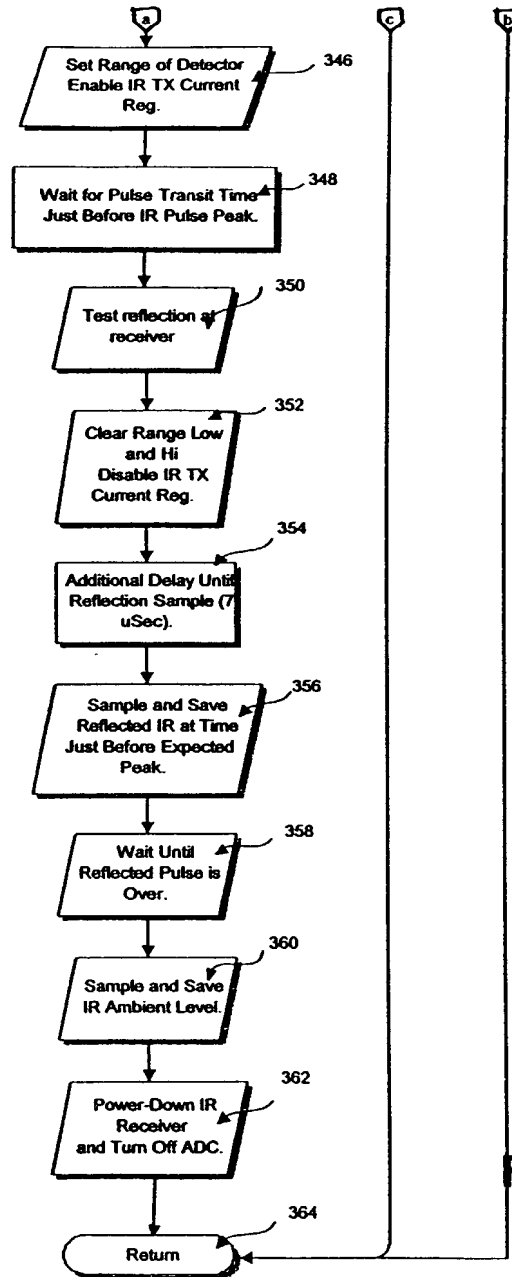 a
c
b
Set Range of Detector
Enable IR TX Current
Reg.
346
Wait for Pulse Transit Time
Just Before IR Pulse Peak.
348
Test reflection at
receiver
350
Clear Range Low
and Hi
Disable IR TX
Current Reg.
352
Additional Delay Until
Reflection Sample (7
uSec).
354
Sample and Save
Reflected IR at Time
Just Before Expected
Peak.
356
Wait Until
Reflected Pulse is
Over.
358
Sample and Save
IR Ambient Level.
360
Power-Down IR
Receiver
and Turn Off ADC.
362
Return
364